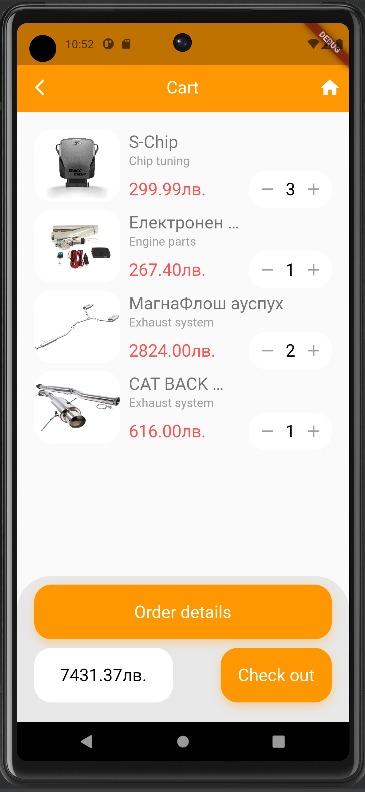 10:52
DEBUG
Cart
S-Chip
Chip tuning
299.99лв.
3
Електронен ...
Engine parts
267.40лв.
1
МагнаФлош ауспух
Exhaust system
2824.00лв.
2
CAT BACK ...
Exhaust system
616.00лв.
1
Order details
7431.37лв.
Check out